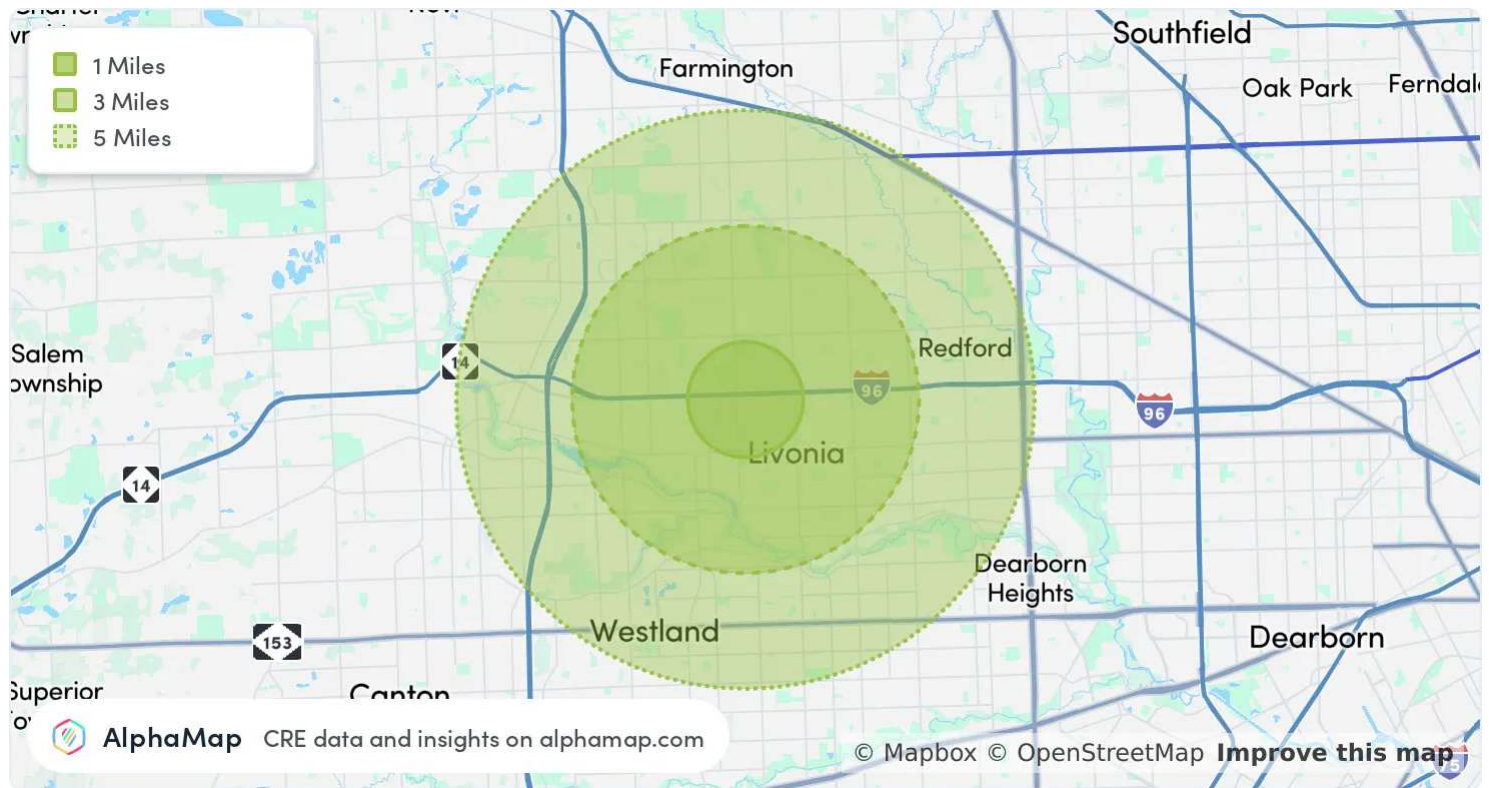 1 Miles
3 Miles
5 Miles
Farmington
Southfield
Oak Park
Salem
14
Redford
96
96
Livonia
14
Dearborn
Heights
Westland
153
Dearborn
Superior
Canton
AlphaMap CRE data and insights on alphamap.com
© Mapbox © OpenStreetMap Improve this map